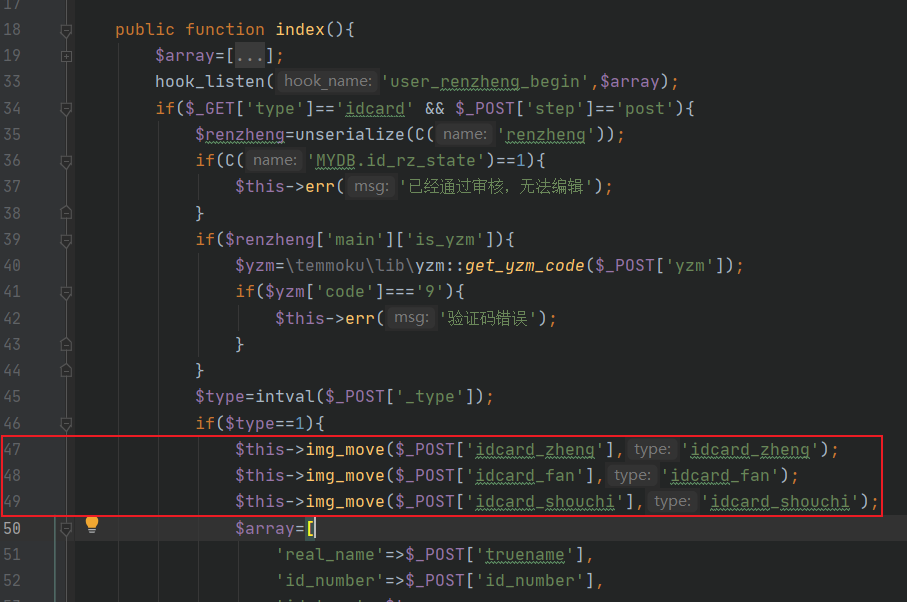 17
18 public function index(){
19 $array=[...];
33 hook_listen( hook_name: 'user_renzheng_begin',$array);
34 if($_GET['type']=='idcard' && $_POST['step']=='post'){
35 $renzheng=unserialize(C( name: 'renzheng'));
36 if(C( name: 'MYDB.id_rz_state')==1){
37 $this->err( msg: '已经通过审核，无法编辑');
38 }
39 if($renzheng['main']['is_yzm']){
40 $yzm=\temmoku\lib\yzm::get_yzm_code($_POST['yzm']);
41 if($yzm['code']==='9'){
42 $this->err( msg: '验证码错误');
43 }
44 }
45 $type=intval($_POST['_type']);
46 if($type==1){
47 $this->img_move($_POST['idcard_zheng'], type: 'idcard_zheng');
48 $this->img_move($_POST['idcard_fan'], type: 'idcard_fan');
49 $this->img_move($_POST['idcard_shouchi'], type: 'idcard_shouchi');
50 $array=[
51 'real_name'=>$_POST['truename'],
52 'id_number'=>$_POST['id_number'],